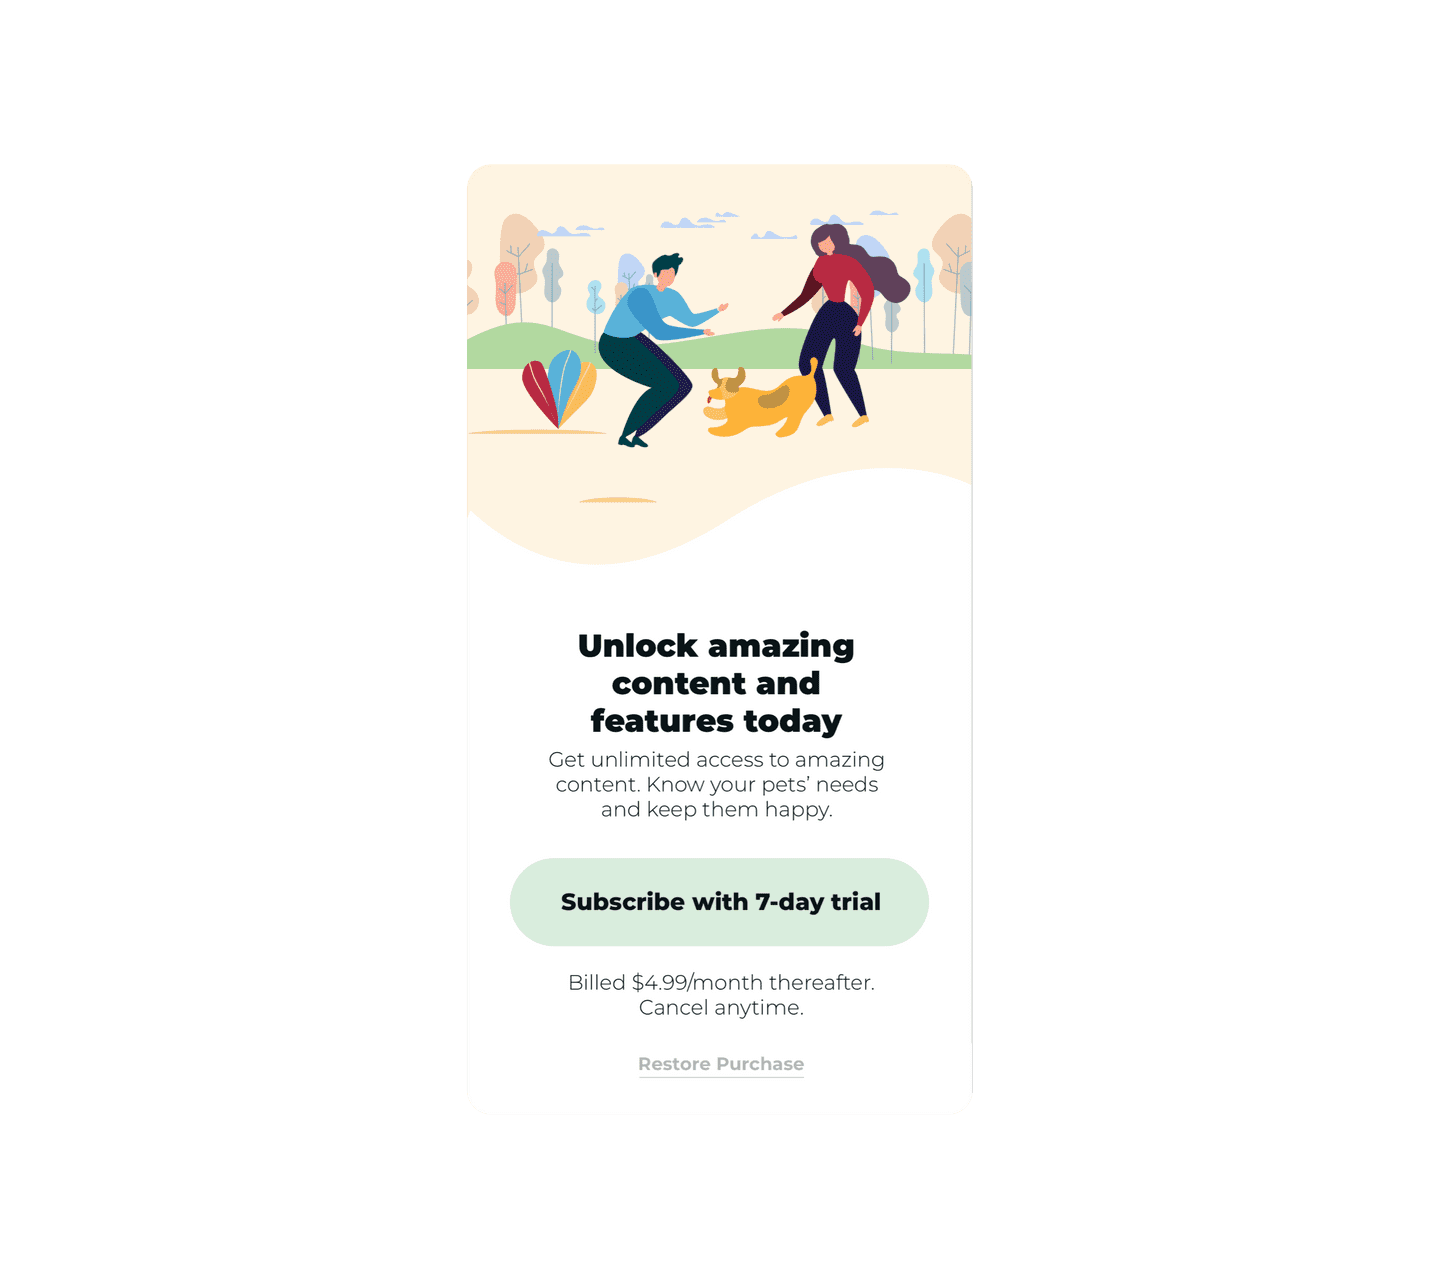 Unlock amazing
content and
features today
Get unlimited access to amazing
content. Know your pets’ needs
and keep them happy.
Subscribe with 7-day trial
Billed $4.99/month thereafter.
Cancel anytime.
Restore Purchase